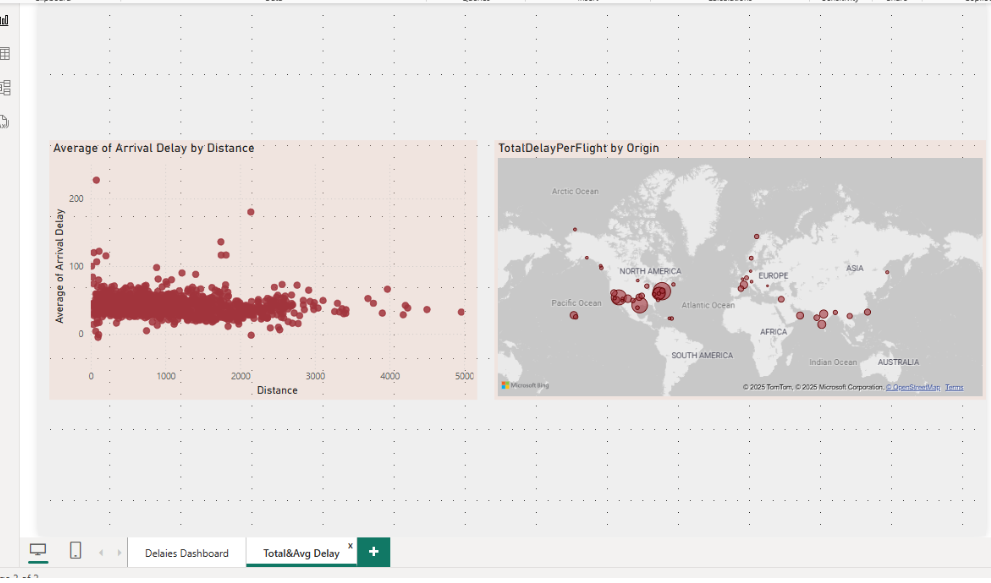 Average of Arrival Delay by Distance
Average of Arrival Delay
200
100
0
0
1000
2000
3000
4000
5000
Distance
TotalDelayPerFlight by Origin
Arctic Ocean
NORTH AMERICA
EUROPE
ASIA
Pacific Ocean
Atlantic Ocean
AFRICA
SOUTH AMERICA
Indian Ocean
AUSTRALIA
Microsoft Bing
© 2025 TomTom, © 2025 Microsoft Corporation, © OpenStreetMap Terms
Delaies Dashboard
Total&Avg Delay
x
+